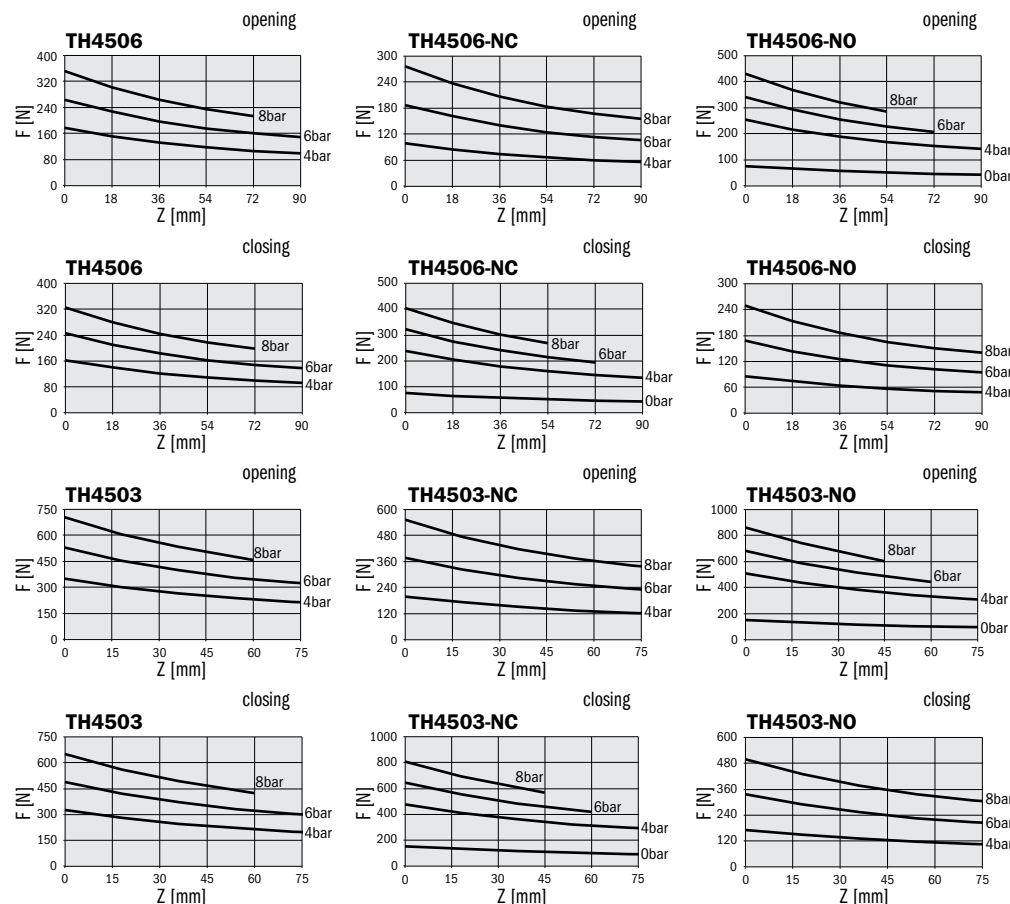 opening
TH4506
F [N]
400
320
240
160
80
0
8bar
6bar
4bar
0 18 36 54 72 90
Z [mm]
opening
TH4506-NC
F [N]
300
240
180
120
60
0
8bar
6bar
4bar
0 18 36 54 72 90
Z [mm]
opening
TH4506-NO
F [N]
500
400
300
200
100
0
8bar
6bar
4bar
0bar
0 18 36 54 72 90
Z [mm]
closing
TH4506
F [N]
400
320
240
160
80
0
8bar
6bar
4bar
0 18 36 54 72 90
Z [mm]
closing
TH4506-NC
F [N]
500
400
300
200
100
0
8bar
6bar
4bar
0bar
0 18 36 54 72 90
Z [mm]
closing
TH4506-NO
F [N]
300
240
180
120
60
0
8bar
6bar
4bar
0 18 36 54 72 90
Z [mm]
opening
TH4503
F [N]
750
600
450
300
150
0
8bar
6bar
4bar
0 15 30 45 60 75
Z [mm]
opening
TH4503-NC
F [N]
600
480
360
240
120
0
8bar
6bar
4bar
0 15 30 45 60 75
Z [mm]
opening
TH4503-NO
F [N]
1000
800
600
400
200
0
8bar
6bar
4bar
0bar
0 15 30 45 60 75
Z [mm]
closing
TH4503
F [N]
750
600
450
300
150
0
8bar
6bar
4bar
0 15 30 45 60 75
Z [mm]
closing
TH4503-NC
F [N]
1000
800
600
400
200
0
8bar
6bar
4bar
0bar
0 15 30 45 60 75
Z [mm]
closing
TH4503-NO
F [N]
600
480
360
240
120
0
8bar
6bar
4bar
0 15 30 45 60 75
Z [mm]